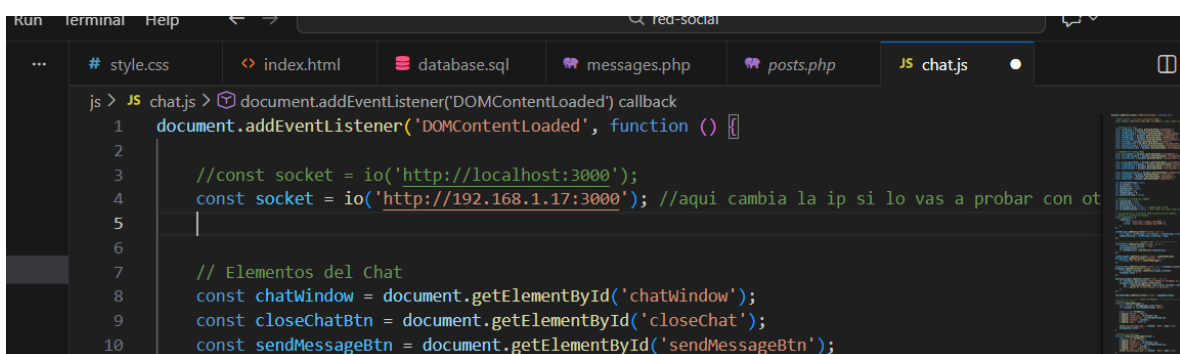 Run Terminal Help ← → red-social
... # style.css <> index.html database.sql messages.php posts.php JS chat.js ●
js > JS chat.js > document.addEventListener('DOMContentLoaded') callback
1 document.addEventListener('DOMContentLoaded', function () {
2
3 //const socket = io('http://localhost:3000');
4 const socket = io('http://192.168.1.17:3000'); //aqui cambia la ip si lo vas a probar con ot
5
6
7 // Elementos del Chat
8 const chatWindow = document.getElementById('chatWindow');
9 const closeChatBtn = document.getElementById('closeChat');
10 const sendMessageBtn = document.getElementById('sendMessageBtn');